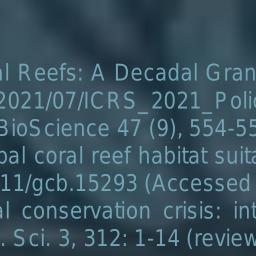 al Reefs: A Decadal Gran
2021/07/ICRS_2021_Polic
BioScience 47 (9), 554-55
bal coral reef habitat suita
11/gcb.15293 (Accessed
al conservation crisis: int
. Sci. 3, 312: 1-14 (review